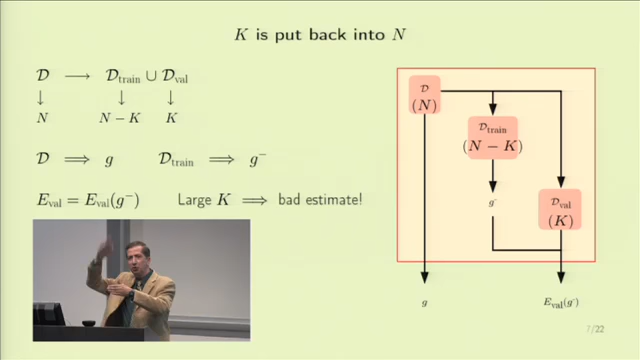 K is put back into N
D ⟶ D_train ∪ D_val
↓ ↓ ↓
N N − K K
D ⟹ g D_train ⟹ g⁻
E_val = E_val(g⁻) Large K ⟹ bad estimate!
D
(N)
D_train
(N − K)
g⁻
D_val
(K)
g E_val(g⁻)
7/22